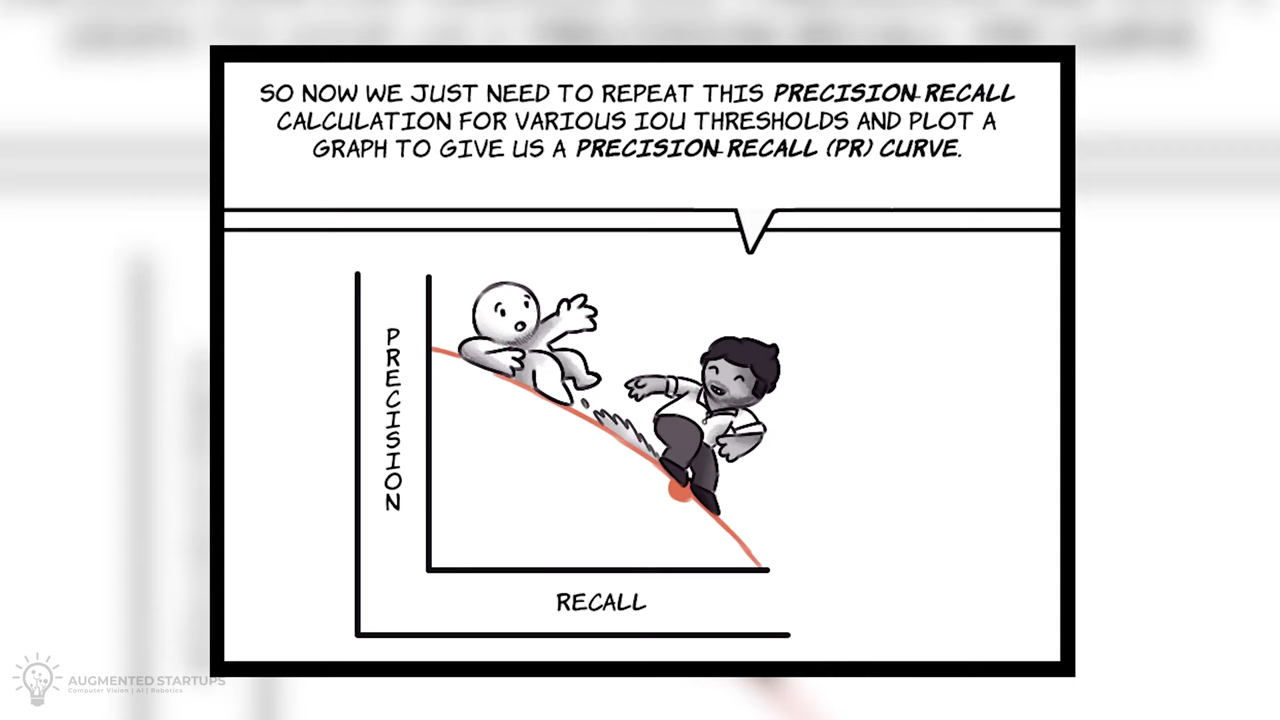 SO NOW WE JUST NEED TO REPEAT THIS PRECISION-RECALL
CALCULATION FOR VARIOUS IOU THRESHOLDS AND PLOT A
GRAPH TO GIVE US A PRECISION-RECALL (PR) CURVE.
PRECISION
RECALL
AUGMENTED STARTUPS
Computer Vision | AI | Robotics